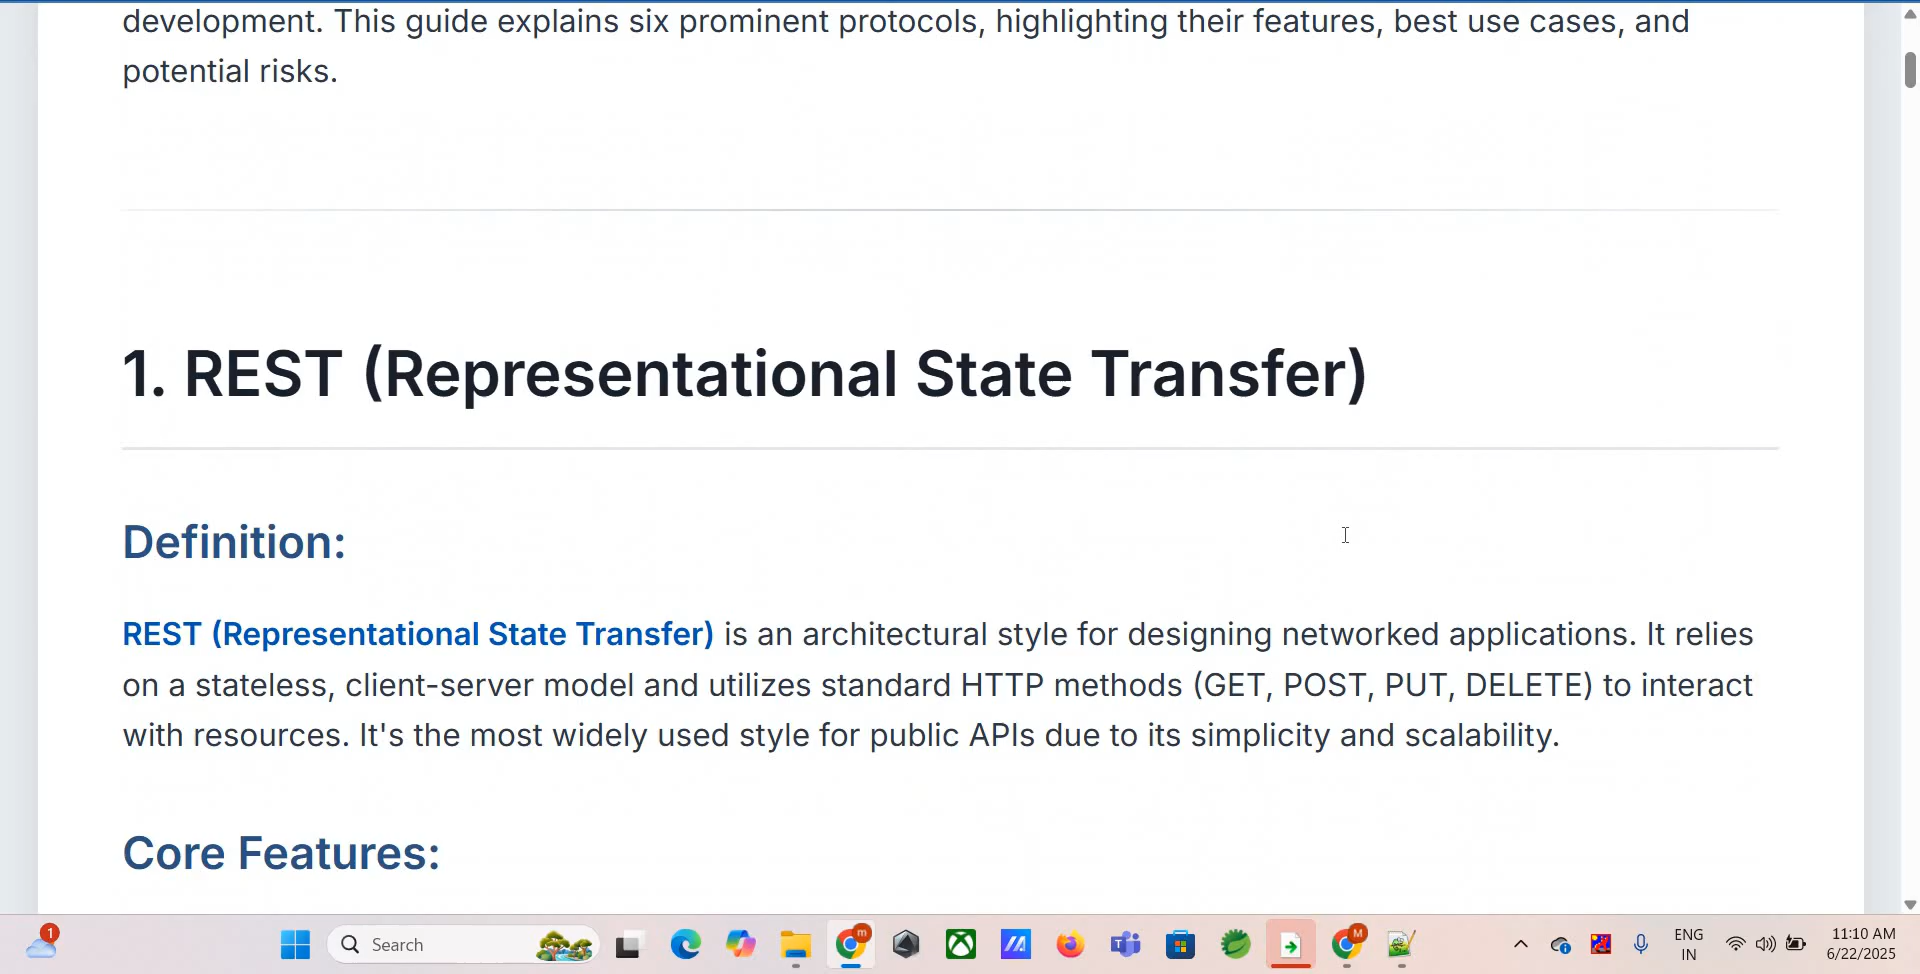 development. This guide explains six prominent protocols, highlighting their features, best use cases, and
potential risks.
1. REST (Representational State Transfer)
Definition:
REST (Representational State Transfer) is an architectural style for designing networked applications. It relies
on a stateless, client-server model and utilizes standard HTTP methods (GET, POST, PUT, DELETE) to interact
with resources. It's the most widely used style for public APIs due to its simplicity and scalability.
Core Features:
1
Search
m
M
ENG
IN
11:10 AM
6/22/2025